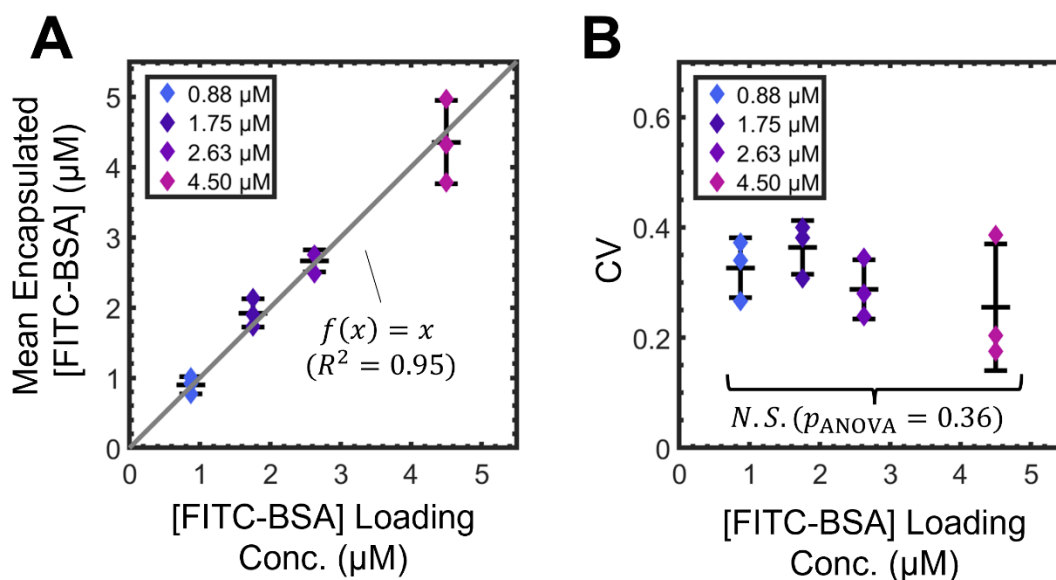 A
Mean Encapsulated
[FITC-BSA] (µM)
5
4
3
2
1
0
0.88 µM
1.75 µM
2.63 µM
4.50 µM
f(x) = x
(R² = 0.95)
0 1 2 3 4 5
[FITC-BSA] Loading
Conc. (µM)
B
CV
0.6
0.4
0.2
0
0.88 µM
1.75 µM
2.63 µM
4.50 µM
N.S.(pANOVA = 0.36)
0 1 2 3 4 5
[FITC-BSA] Loading
Conc. (µM)